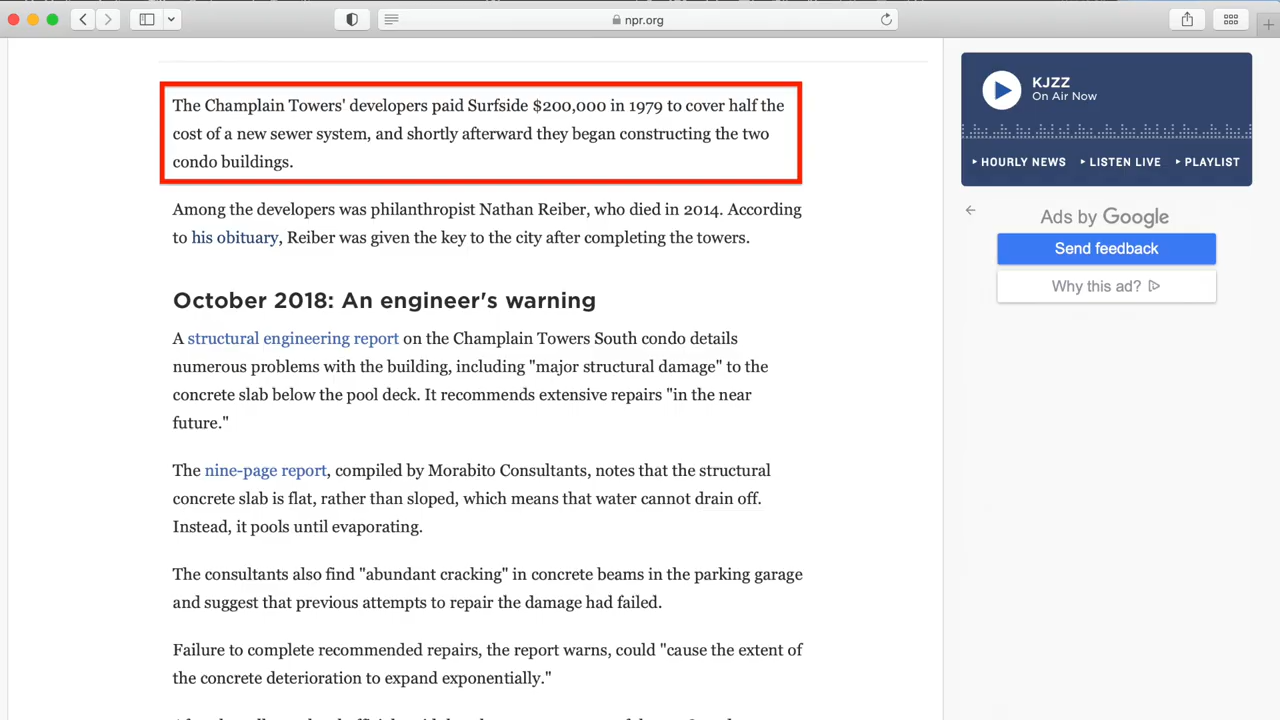 npr.org
The Champlain Towers' developers paid Surfside $200,000 in 1979 to cover half the
cost of a new sewer system, and shortly afterward they began constructing the two
condo buildings.
Among the developers was philanthropist Nathan Reiber, who died in 2014. According
to his obituary, Reiber was given the key to the city after completing the towers.
October 2018: An engineer's warning
A structural engineering report on the Champlain Towers South condo details
numerous problems with the building, including "major structural damage" to the
concrete slab below the pool deck. It recommends extensive repairs "in the near
future."
The nine-page report, compiled by Morabito Consultants, notes that the structural
concrete slab is flat, rather than sloped, which means that water cannot drain off.
Instead, it pools until evaporating.
The consultants also find "abundant cracking" in concrete beams in the parking garage
and suggest that previous attempts to repair the damage had failed.
Failure to complete recommended repairs, the report warns, could "cause the extent of
the concrete deterioration to expand exponentially."
KJZZ
On Air Now
HOURLY NEWS LISTEN LIVE PLAYLIST
Ads by Google
Send feedback
Why this ad?